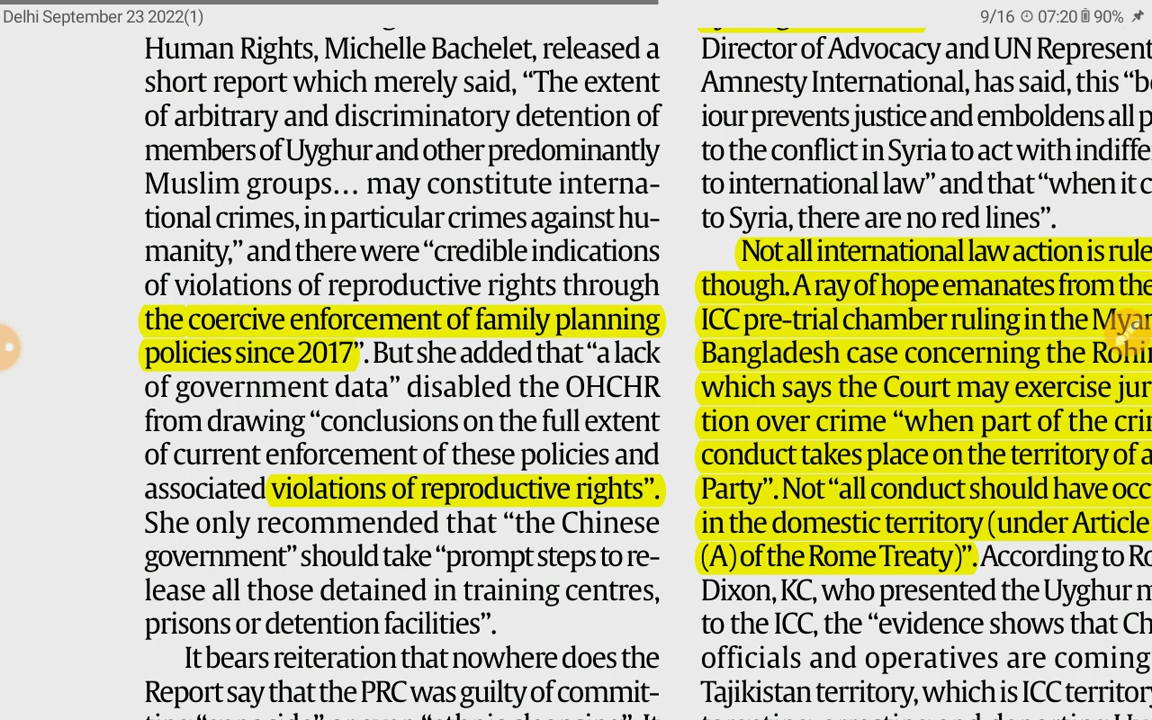 Delhi September 23 2022(1)
9/16 07:20 90%
Human Rights, Michelle Bachelet, released a
short report which merely said, “The extent
of arbitrary and discriminatory detention of
members of Uyghur and other predominantly
Muslim groups... may constitute interna-
tional crimes, in particular crimes against hu-
manity,” and there were “credible indications
of violations of reproductive rights through
the coercive enforcement of family planning
policies since 2017”. But she added that “a lack
of government data” disabled the OHCHR
from drawing “conclusions on the full extent
of current enforcement of these policies and
associated violations of reproductive rights”.
She only recommended that “the Chinese
government” should take “prompt steps to re-
lease all those detained in training centres,
prisons or detention facilities”.
It bears reiteration that nowhere does the
Report say that the PRC was guilty of commit-
Director of Advocacy and UN Represent
Amnesty International, has said, this “be
iour prevents justice and emboldens all p
to the conflict in Syria to act with indiffe
to international law” and that “when it c
to Syria, there are no red lines”.
Not all international law action is rule
though. A ray of hope emanates from the
ICC pre-trial chamber ruling in the Myan
Bangladesh case concerning the Rohin
which says the Court may exercise jur
tion over crime “when part of the crim
conduct takes place on the territory of a
Party”. Not “all conduct should have occ
in the domestic territory (under Article
(A) of the Rome Treaty)”. According to Ro
Dixon, KC, who presented the Uyghur m
to the ICC, the “evidence shows that Ch
officials and operatives are coming
Tajikistan territory, which is ICC territory